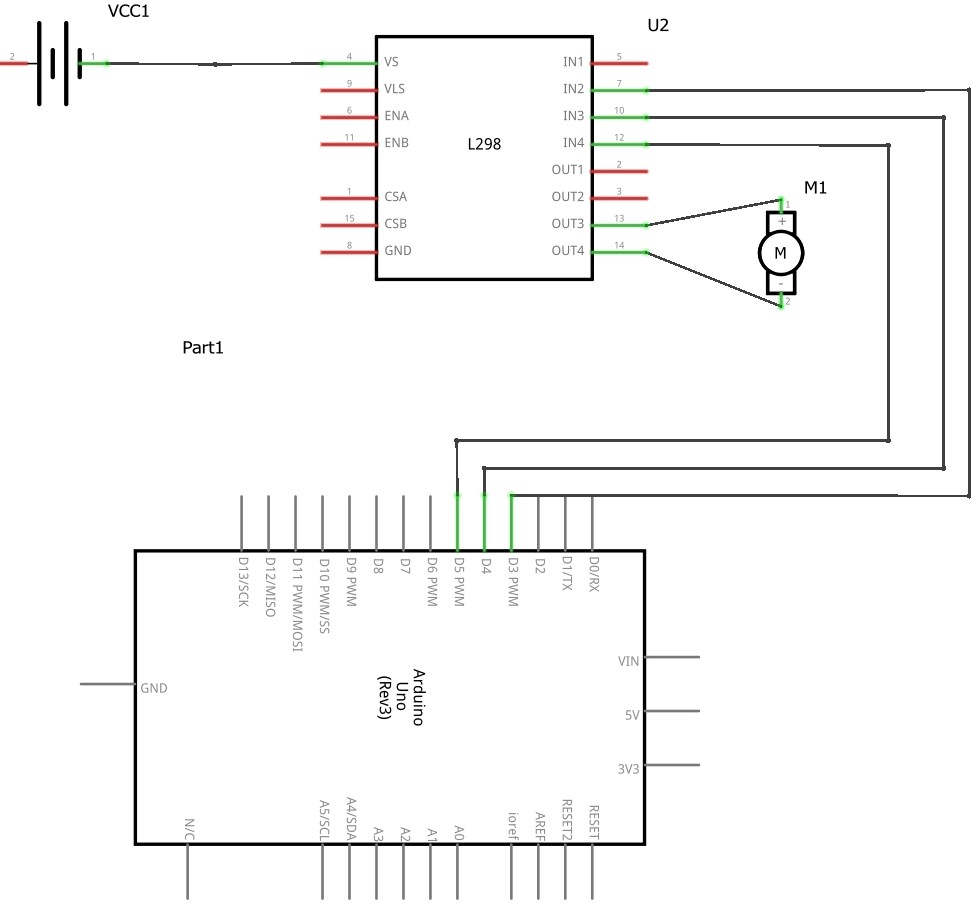 VCC1
U2
2
1
4
VS
IN1
5
9
VLS
IN2
7
6
ENA
IN3
10
11
ENB
L298
IN4
12
OUT1
2
1
CSA
OUT2
3
M1
15
CSB
OUT3
13
1
+
8
GND
OUT4
14
M
-
2
Part1
D13/SCK
D12/MISO
D11 PWM/MOSI
D10 PWM/SS
D9 PWM
D8
D7
D6 PWM
D5 PWM
D4
D3 PWM
D2
D1/TX
D0/RX
GND
Arduino
Uno
(Rev3)
VIN
5V
3V3
N/C
A5/SCL
A4/SDA
A3
A2
A1
A0
ioref
AREF
RESET2
RESET